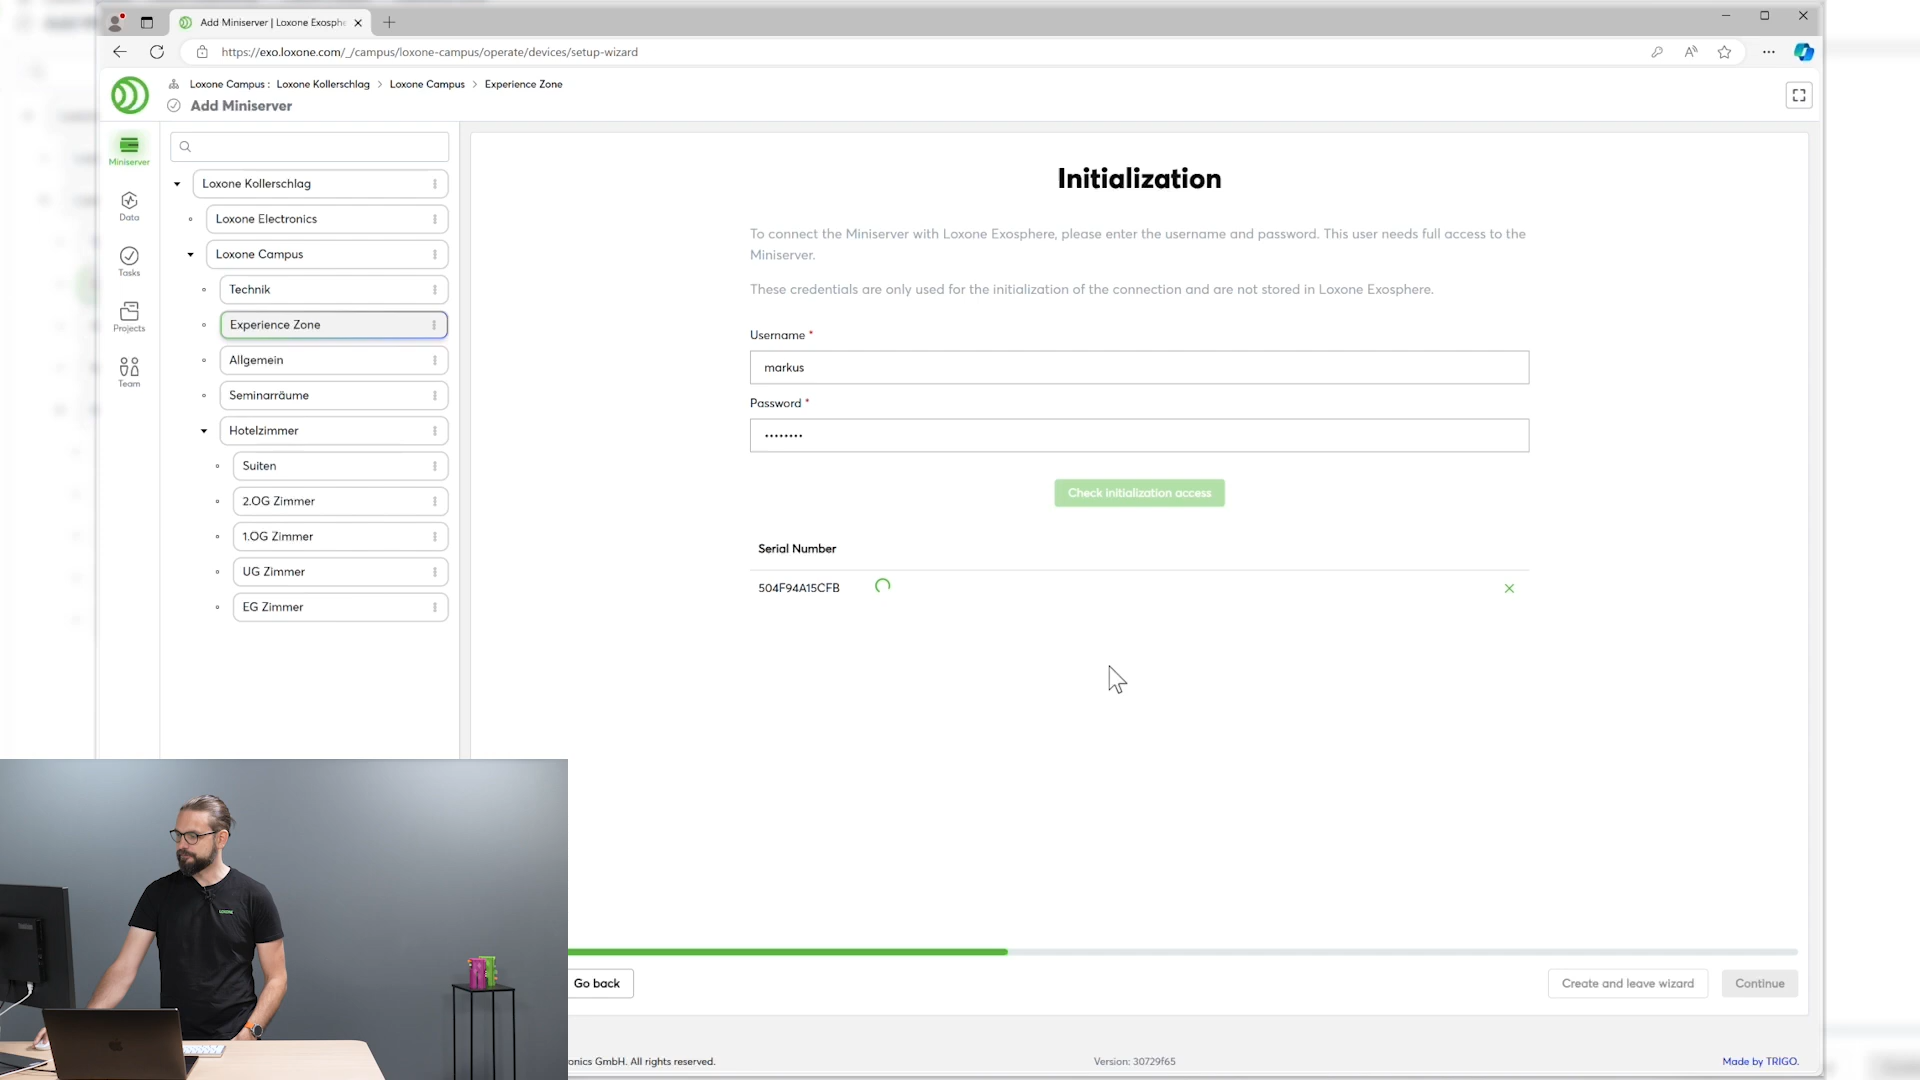 Add Miniserver | Loxone Exosphe
https://exo.loxone.com/_/campus/loxone-campus/operate/devices/setup-wizard
Loxone Campus : Loxone Kollerschlag > Loxone Campus > Experience Zone
Add Miniserver
Miniserver
Data
Tasks
Projects
Team
Loxone Kollerschlag
Loxone Electronics
Loxone Campus
Technik
Experience Zone
Allgemein
Seminarräume
Hotelzimmer
Suiten
2.OG Zimmer
1.OG Zimmer
UG Zimmer
EG Zimmer
Initialization
To connect the Miniserver with Loxone Exosphere, please enter the username and password. This user needs full access to the
Miniserver.
These credentials are only used for the initialization of the connection and are not stored in Loxone Exosphere.
Username *
markus
Password *
••••••••
Check initialization access
Serial Number
504F94A15CFB
Go back
Create and leave wizard
Continue
onics GmbH. All rights reserved.
Version: 30729f65
Made by TRIGO.
LOXONE